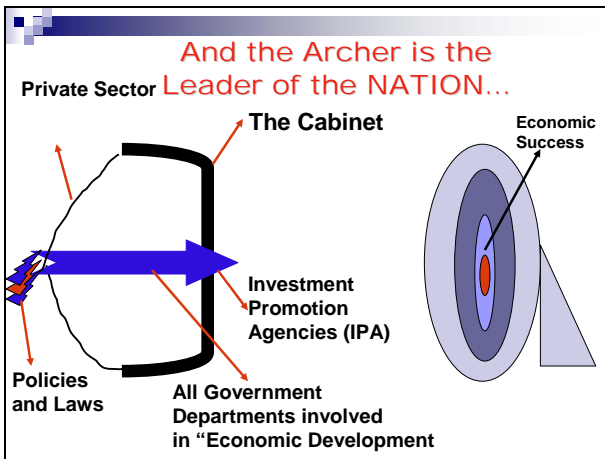 And the Archer is the
Leader of the NATION...
Private Sector
The Cabinet
Economic
Success
Investment
Promotion
Agencies (IPA)
Policies
and Laws
All Government
Departments involved
in “Economic Development